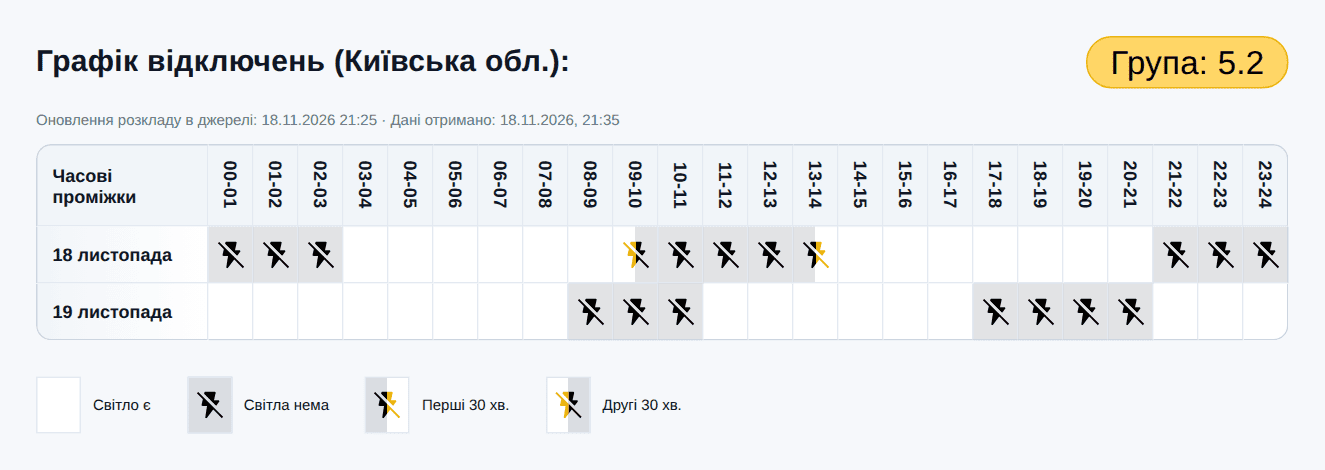 Графік відключень (Київська обл.):
Група: 5.2
Оновлення розкладу в джерелі: 18.11.2026 21:25 · Дані отримано: 18.11.2026, 21:35
Часові
проміжки
00-01
01-02
02-03
03-04
04-05
05-06
06-07
07-08
08-09
09-10
10-11
11-12
12-13
13-14
14-15
15-16
16-17
17-18
18-19
19-20
20-21
21-22
22-23
23-24
18 листопада
19 листопада
Світло є
Світла нема
Перші 30 хв.
Другі 30 хв.